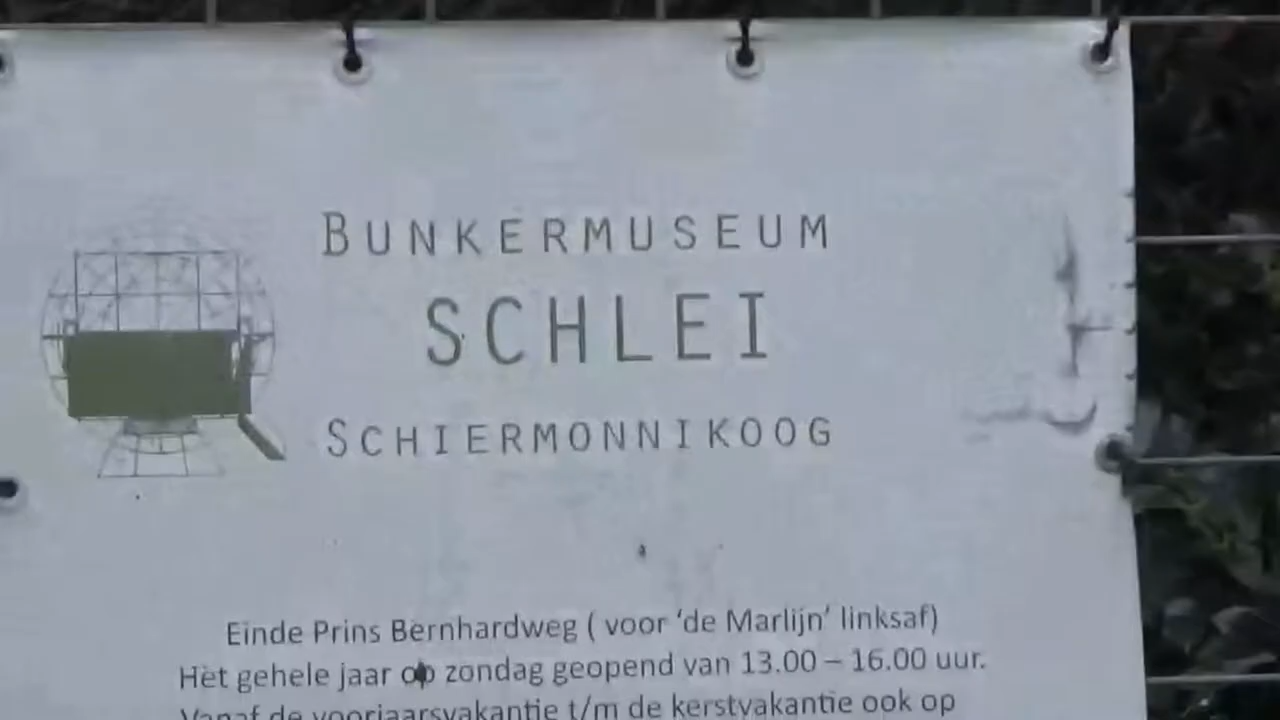 BUNKERMUSEUM
SCHLEI
SCHIERMONNIKOOG
Einde Prins Bernhardweg ( voor ‘de Marlijn’ linksaf)
Het gehele jaar op zondag geopend van 13.00 – 16.00 uur.
Vanaf de voorjaarsvakantie t/m de kerstvakantie ook op